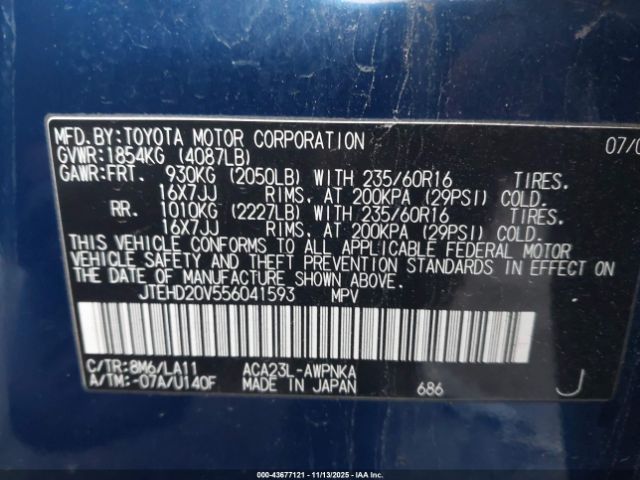 MFD. BY: TOYOTA MOTOR CORPORATION 07/0
GVWR: 1854KG (4087LB)
GAWR: FRT. 930KG (2050LB) WITH 235/60R16 TIRES.
16X7JJ RIMS. AT 200KPA (29PSI) COLD.
RR. 1010KG (2227LB) WITH 235/60R16 TIRES.
16X7JJ RIMS. AT 200KPA (29PSI) COLD.
THIS VEHICLE CONFORMS TO ALL APPLICABLE FEDERAL MOTOR
VEHICLE SAFETY AND THEFT PREVENTION STANDARDS IN EFFECT ON
THE DATE OF MANUFACTURE SHOWN ABOVE.
JTEHD20V556041593 MPV
C/TR: 8M6/LA11 ACA23L-AWPNKA
A/TM: -07A/U140F MADE IN JAPAN 686 J
000-43677121 - 11/13/2025 - IAAI.CA